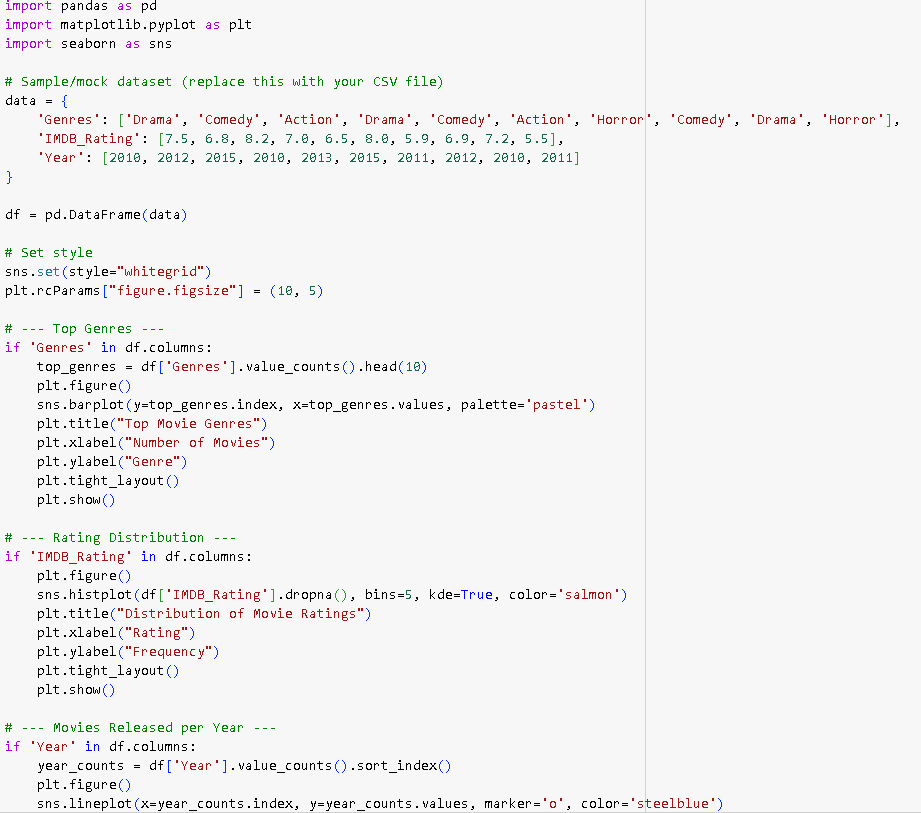 import pandas as pd
import matplotlib.pyplot as plt
import seaborn as sns

# Sample/mock dataset (replace this with your CSV file)
data = {
    'Genres': ['Drama', 'Comedy', 'Action', 'Drama', 'Comedy', 'Action', 'Horror', 'Comedy', 'Drama', 'Horror'],
    'IMDB_Rating': [7.5, 6.8, 8.2, 7.0, 6.5, 8.0, 5.9, 6.9, 7.2, 5.5],
    'Year': [2010, 2012, 2015, 2010, 2013, 2015, 2011, 2012, 2010, 2011]
}

df = pd.DataFrame(data)

# Set style
sns.set(style="whitegrid")
plt.rcParams["figure.figsize"] = (10, 5)

# --- Top Genres ---
if 'Genres' in df.columns:
    top_genres = df['Genres'].value_counts().head(10)
    plt.figure()
    sns.barplot(y=top_genres.index, x=top_genres.values, palette='pastel')
    plt.title("Top Movie Genres")
    plt.xlabel("Number of Movies")
    plt.ylabel("Genre")
    plt.tight_layout()
    plt.show()

# --- Rating Distribution ---
if 'IMDB_Rating' in df.columns:
    plt.figure()
    sns.histplot(df['IMDB_Rating'].dropna(), bins=5, kde=True, color='salmon')
    plt.title("Distribution of Movie Ratings")
    plt.xlabel("Rating")
    plt.ylabel("Frequency")
    plt.tight_layout()
    plt.show()

# --- Movies Released per Year ---
if 'Year' in df.columns:
    year_counts = df['Year'].value_counts().sort_index()
    plt.figure()
    sns.lineplot(x=year_counts.index, y=year_counts.values, marker='o', color='steelblue')